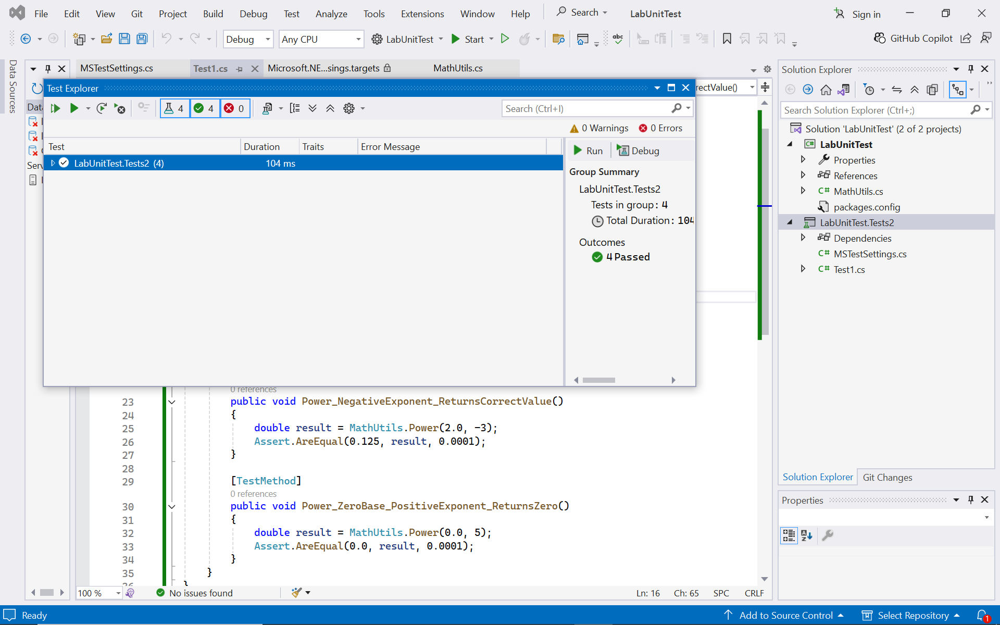 File Edit View Git Project Build Debug Test Analyze Tools Extensions Window Help Search LabUnitTest Sign in
Debug Any CPU LabUnitTest Start GitHub Copilot
Data Sources
MSTestSettings.cs Test1.cs Microsoft.NE...sings.targets MathUtils.cs
Test Explorer
rectValue()
4 4 0 Search (Ctrl+I)
0 Warnings 0 Errors
Test Duration Traits Error Message
LabUnitTest.Tests2 (4) 104 ms
Run Debug
Group Summary
LabUnitTest.Tests2
Tests in group: 4
Total Duration: 104
Outcomes
4 Passed
0 references
23 public void Power_NegativeExponent_ReturnsCorrectValue()
24 {
25 double result = MathUtils.Power(2.0, -3);
26 Assert.AreEqual(0.125, result, 0.0001);
27 }
28
29 [TestMethod]
0 references
30 public void Power_ZeroBase_PositiveExponent_ReturnsZero()
31 {
32 double result = MathUtils.Power(0.0, 5);
33 Assert.AreEqual(0.0, result, 0.0001);
34 }
35 }
100 % No issues found Ln: 16 Ch: 65 SPC CRLF
Solution Explorer
Search Solution Explorer (Ctrl+;)
Solution 'LabUnitTest' (2 of 2 projects)
LabUnitTest
Properties
References
MathUtils.cs
packages.config
LabUnitTest.Tests2
Dependencies
MSTestSettings.cs
Test1.cs
Solution Explorer Git Changes
Properties
Ready Add to Source Control Select Repository 1